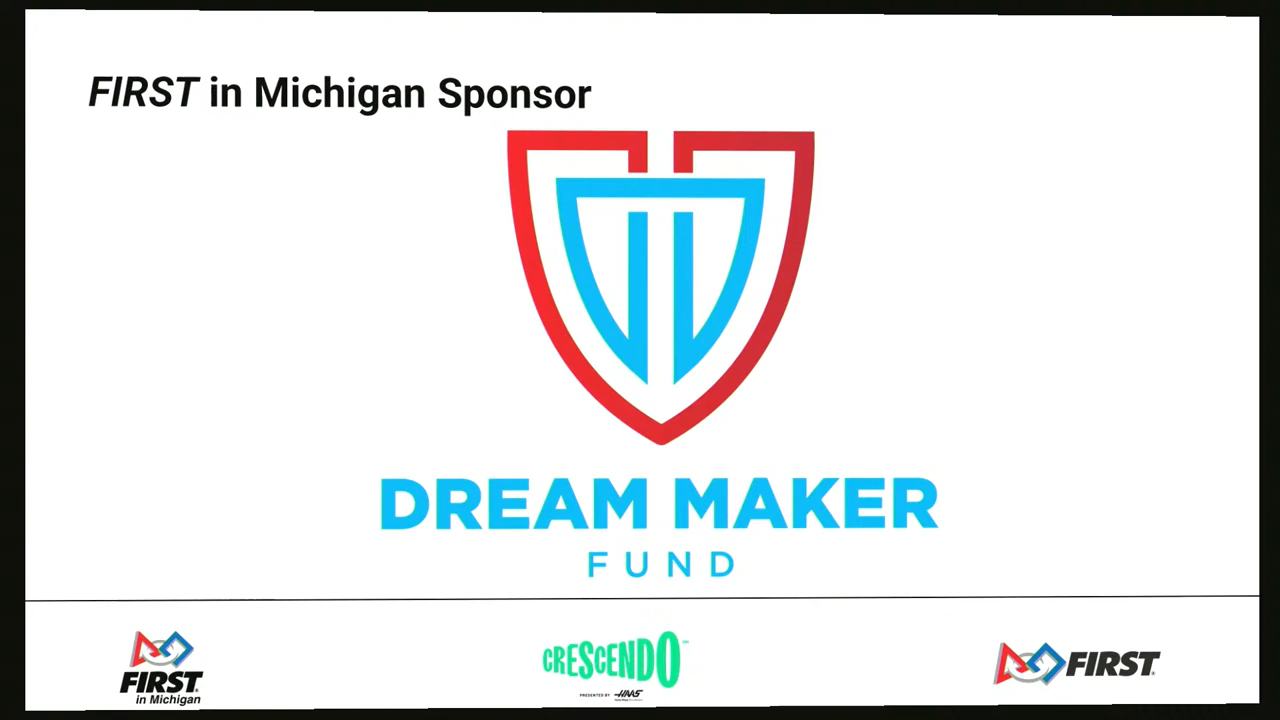 FIRST in Michigan Sponsor
DREAM MAKER
FUND
FIRST®
in Michigan
CRESCENDO
PRESENTED BY HAAS
FIRST®